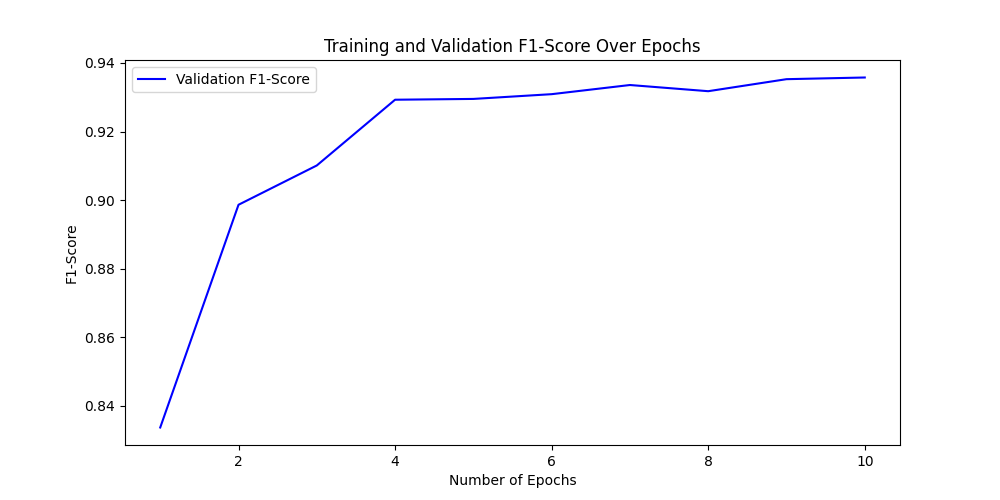 Training and Validation F1-Score Over Epochs
Validation F1-Score
F1-Score
0.94
0.92
0.90
0.88
0.86
0.84
2 4 6 8 10
Number of Epochs